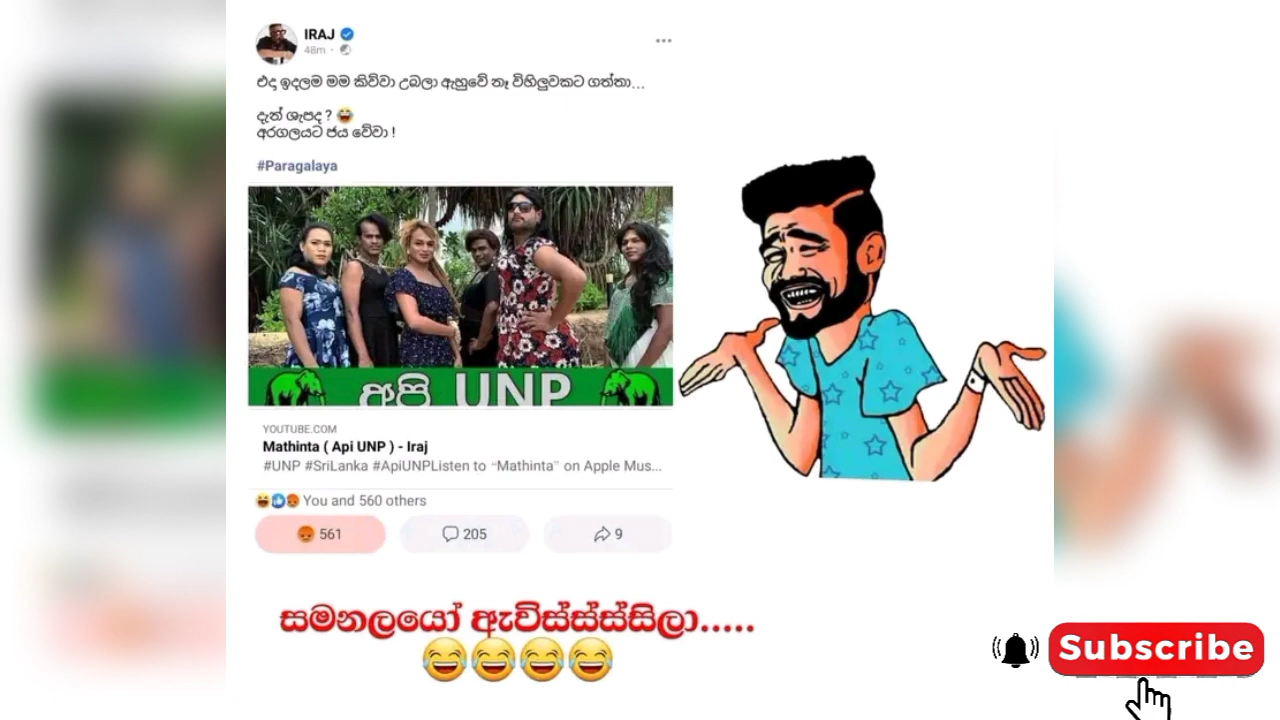 IRAJ
48m ·
එදා ඉදලම මම කිව්වා උබලා ඇහුවේ නෑ විහිලුවකට ගත්තා...
දැන් ශැපද ? 😂
අරගලයට ජය වේවා !
#Paragalaya
අපි UNP
YOUTUBE.COM
Mathinta ( Api UNP ) - Iraj
#UNP #SriLanka #ApiUNPListen to “Mathinta” on Apple Mus...
You and 560 others
561 205 9
සමනලයෝ ඇවිස්ස්ස්සිලා.....
😂😂😂😂
Subscribe